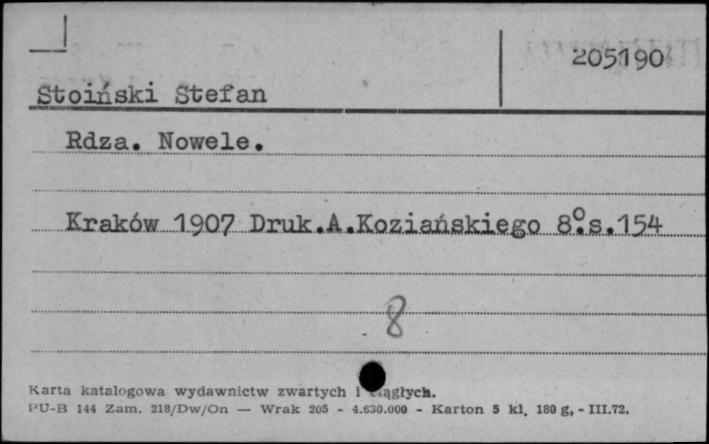 205190
Stoiński Stefan
Rdza. Nowele.
Kraków 1907 Druk.A.Koziańskiego 8°.s.154
8
Karta katalogowa wydawnictw zwartych i ciągłych.
PU-B 144 Zam. 218/Dw/On — Wrak 205 - 4.630.000 - Karton 5 kl. 180 g, - III.72.